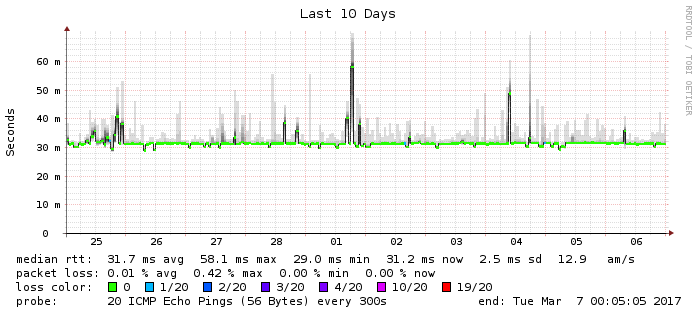 Last 10 Days
RRDTOOL / TOBI OETIKER
Seconds
60 m
50 m
40 m
30 m
20 m
10 m
0
25 26 27 28 01 02 03 04 05 06
median rtt: 31.7 ms avg 58.1 ms max 29.0 ms min 31.2 ms now 2.5 ms sd 12.9 am/s
packet loss: 0.01 % avg 0.42 % max 0.00 % min 0.00 % now
loss color: 0 1/20 2/20 3/20 4/20 10/20 19/20
probe: 20 ICMP Echo Pings (56 Bytes) every 300s end: Tue Mar 7 00:05:05 2017